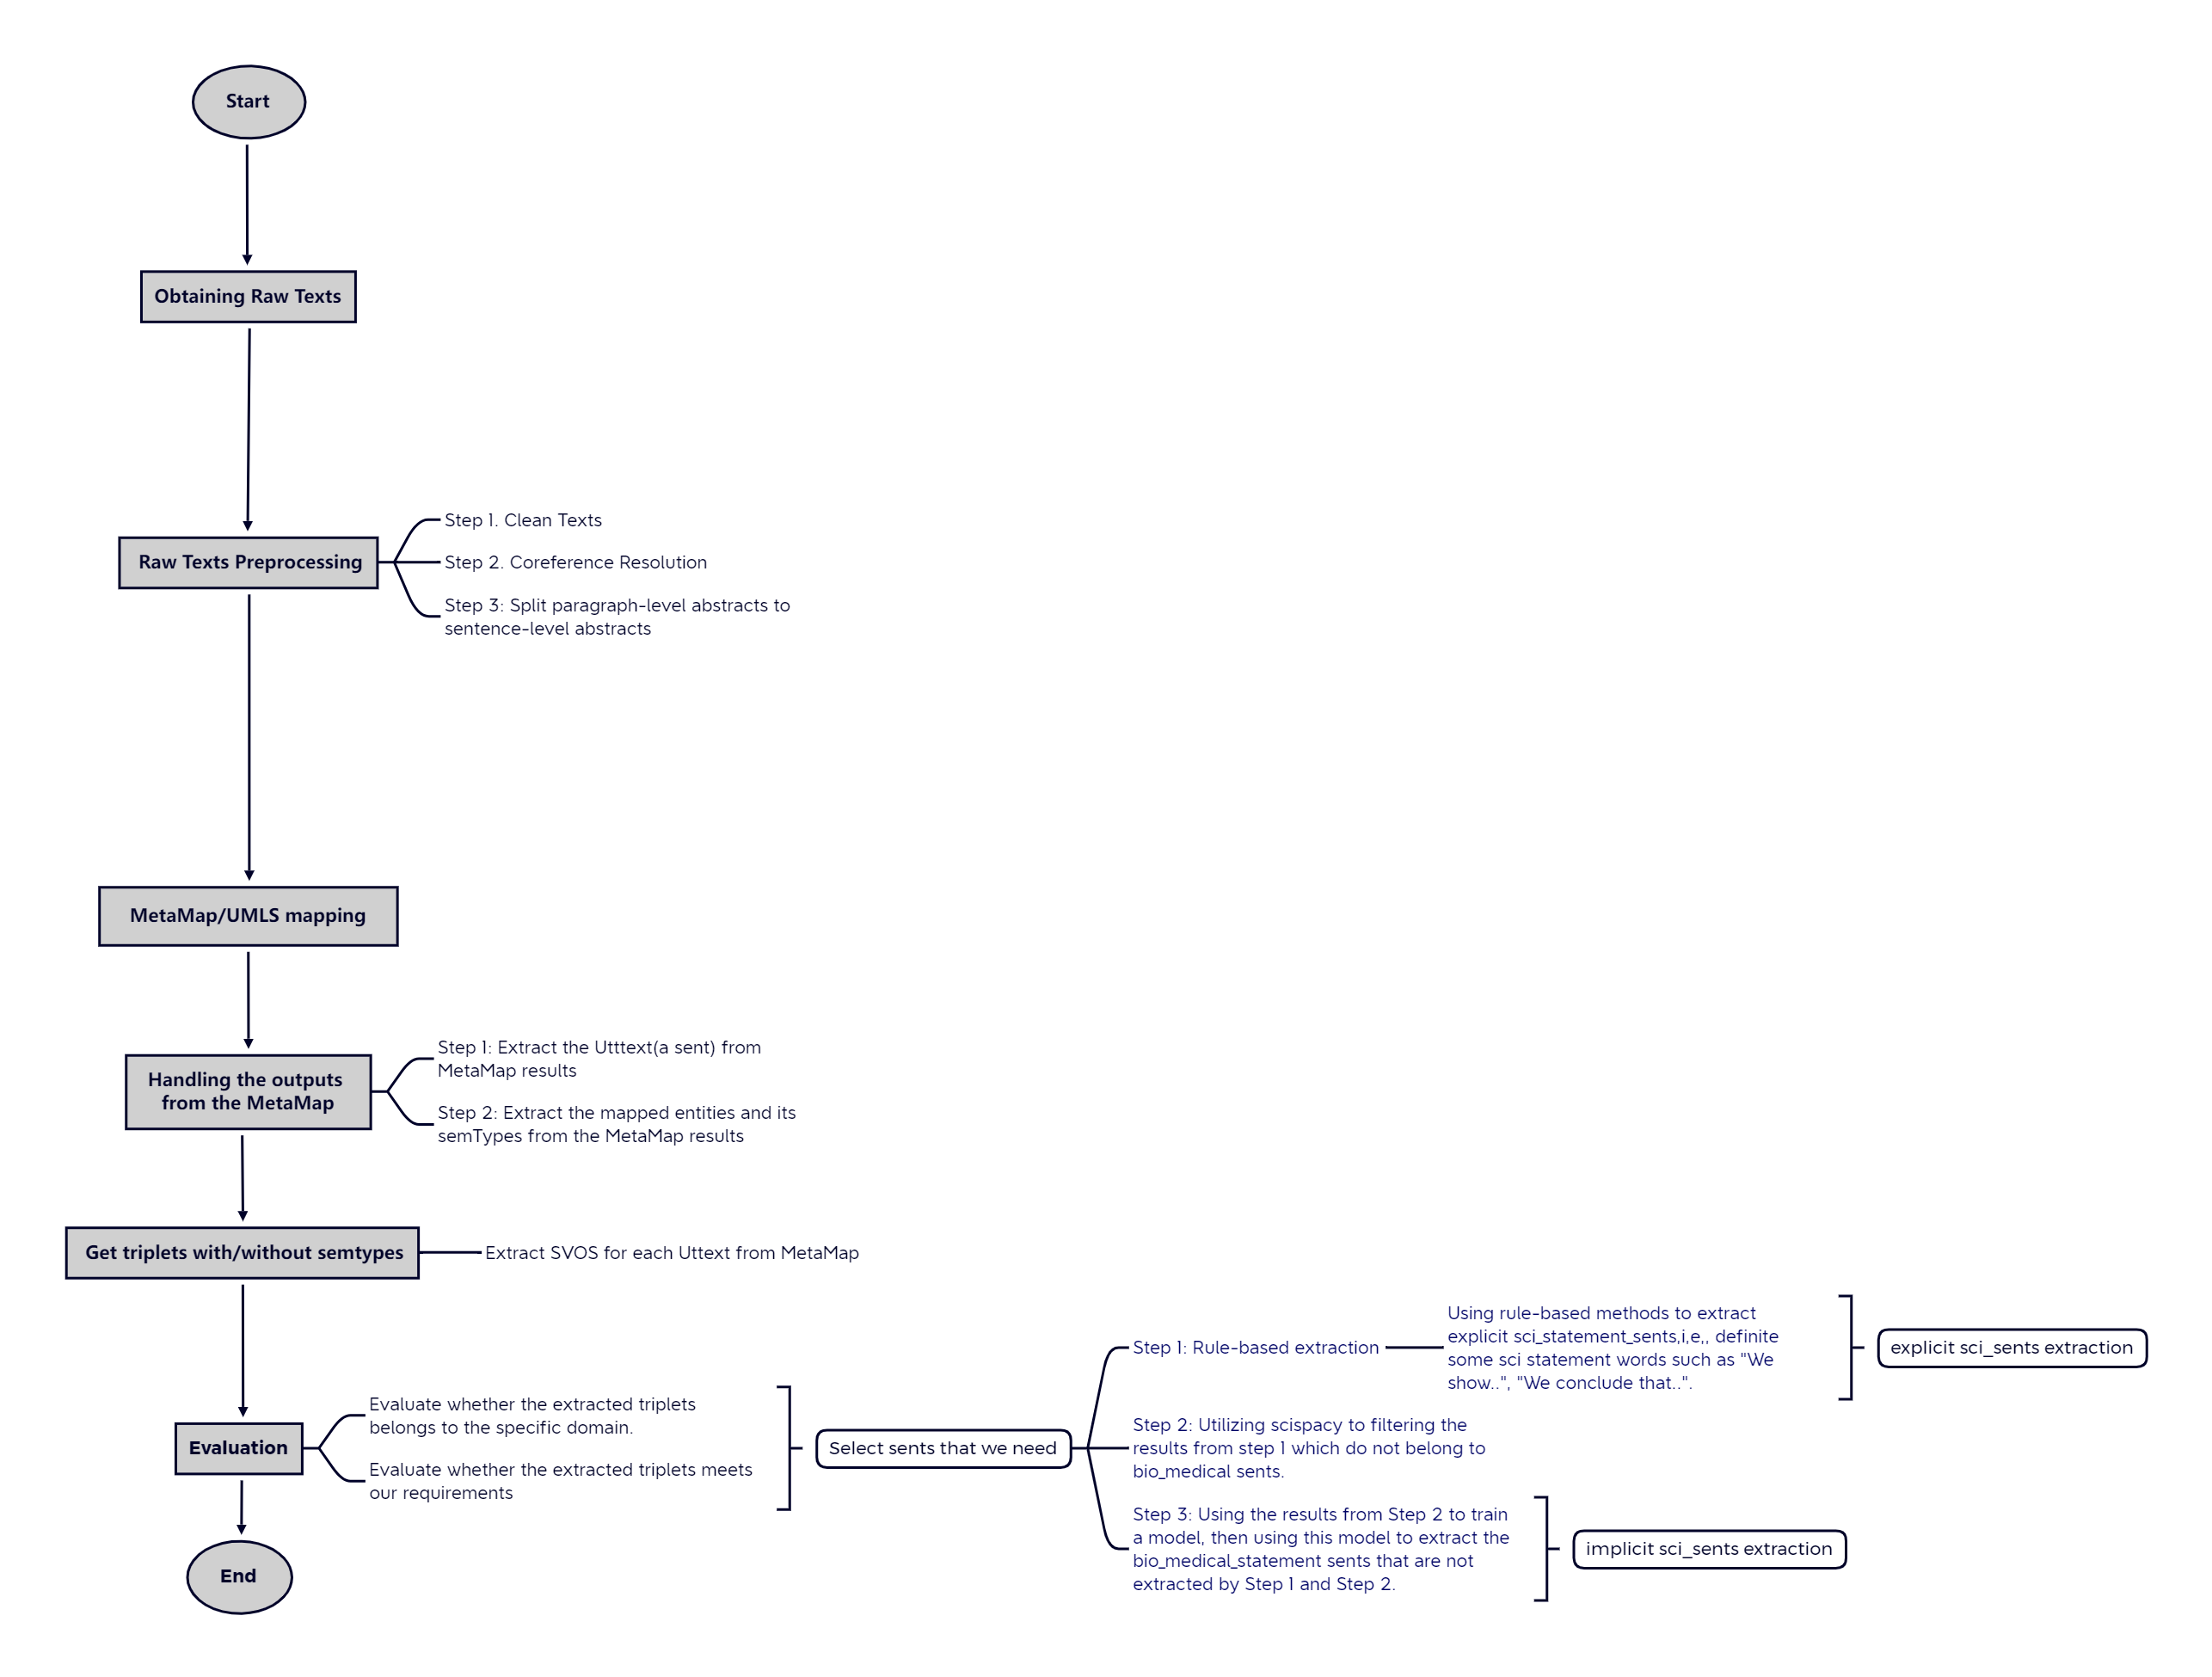 Start
Obtaining Raw Texts
Raw Texts Preprocessing
Step 1. Clean Texts
Step 2. Coreference Resolution
Step 3: Split paragraph-level abstracts to
sentence-level abstracts
MetaMap/UMLS mapping
Handling the outputs
from the MetaMap
Step 1: Extract the Utttext(a sent) from
MetaMap results
Step 2: Extract the mapped entities and its
semTypes from the MetaMap results
Get triplets with/without semtypes
Extract SVOS for each Uttext from MetaMap
Evaluation
Evaluate whether the extracted triplets
belongs to the specific domain.
Evaluate whether the extracted triplets meets
our requirements
Select sents that we need
Step 1: Rule-based extraction
Using rule-based methods to extract
explicit sci_statement_sents,i,e,, definite
some sci statement words such as "We
show..", "We conclude that..".
explicit sci_sents extraction
Step 2: Utilizing scispacy to filtering the
results from step 1 which do not belong to
bio_medical sents.
Step 3: Using the results from Step 2 to train
a model, then using this model to extract the
bio_medical_statement sents that are not
extracted by Step 1 and Step 2.
implicit sci_sents extraction
End